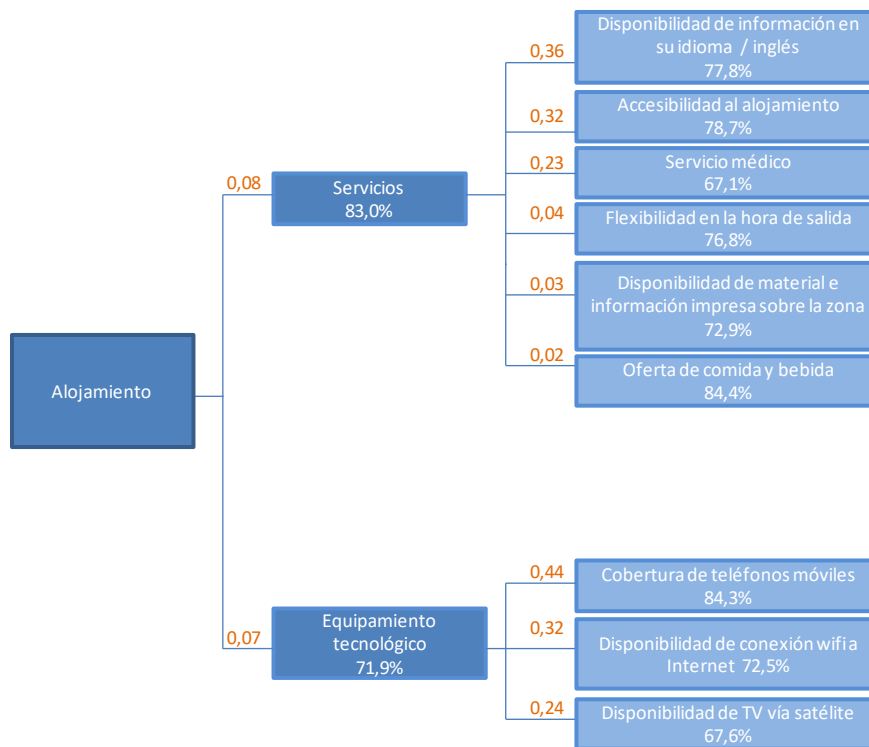 Alojamiento
0,08
Servicios
83,0%
0,36
Disponibilidad de información en
su idioma / inglés
77,8%
0,32
Accesibilidad al alojamiento
78,7%
0,23
Servicio médico
67,1%
0,04
Flexibilidad en la hora de salida
76,8%
0,03
Disponibilidad de material e
información impresa sobre la zona
72,9%
0,02
Oferta de comida y bebida
84,4%
0,07
Equipamiento
tecnológico
71,9%
0,44
Cobertura de teléfonos móviles
84,3%
0,32
Disponibilidad de conexión wifi a
Internet 72,5%
0,24
Disponibilidad de TV vía satélite
67,6%